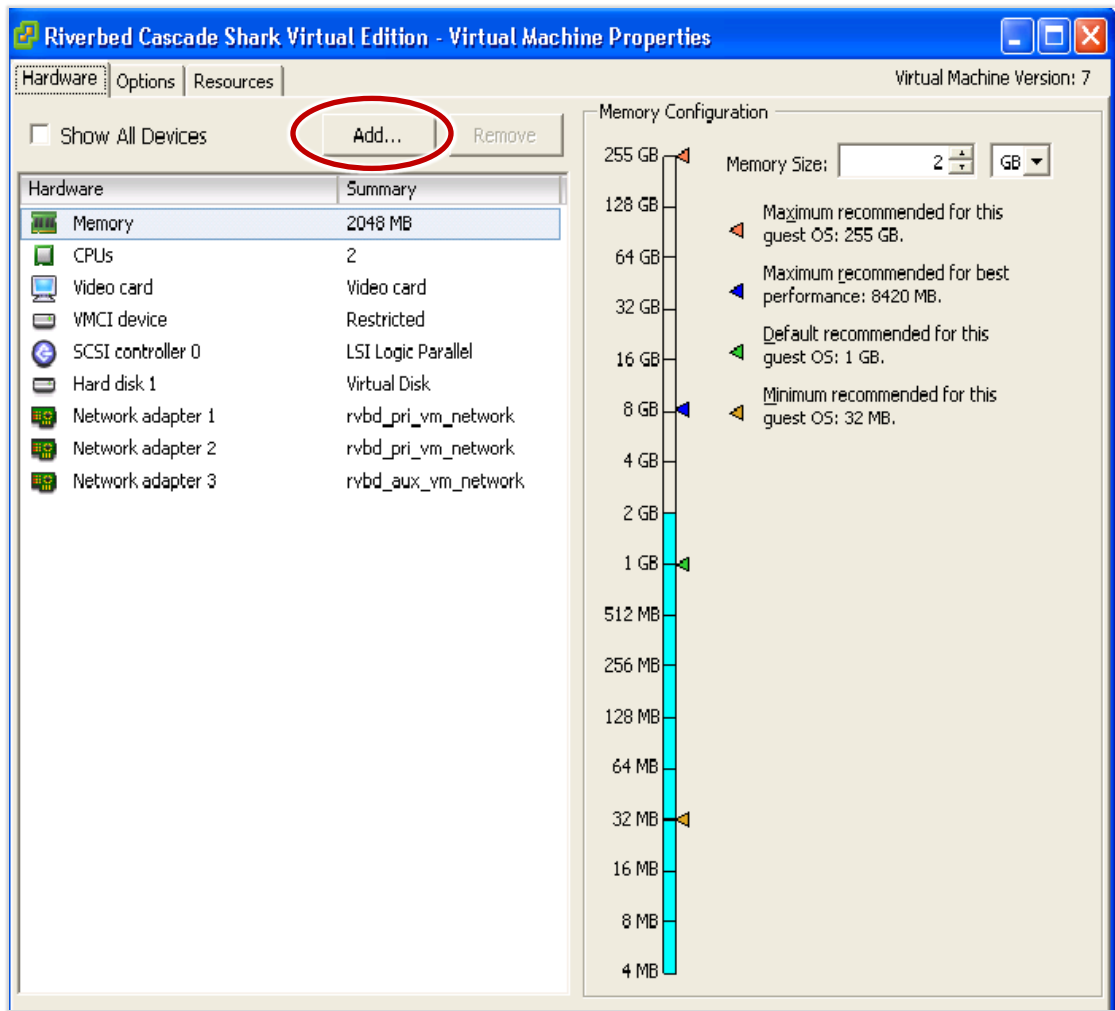 Riverbed Cascade Shark Virtual Edition - Virtual Machine Properties
Hardware Options Resources Virtual Machine Version: 7
Show All Devices Add... Remove
Hardware Summary
Memory 2048 MB
CPUs 2
Video card Video card
VMCI device Restricted
SCSI controller 0 LSI Logic Parallel
Hard disk 1 Virtual Disk
Network adapter 1 rvbd_pri_vm_network
Network adapter 2 rvbd_pri_vm_network
Network adapter 3 rvbd_aux_vm_network
Memory Configuration
Memory Size: 2 GB
255 GB
128 GB
64 GB
32 GB
16 GB
8 GB
4 GB
2 GB
1 GB
512 MB
256 MB
128 MB
64 MB
32 MB
16 MB
8 MB
4 MB
Maximum recommended for this
guest OS: 255 GB.
Maximum recommended for best
performance: 8420 MB.
Default recommended for this
guest OS: 1 GB.
Minimum recommended for this
guest OS: 32 MB.